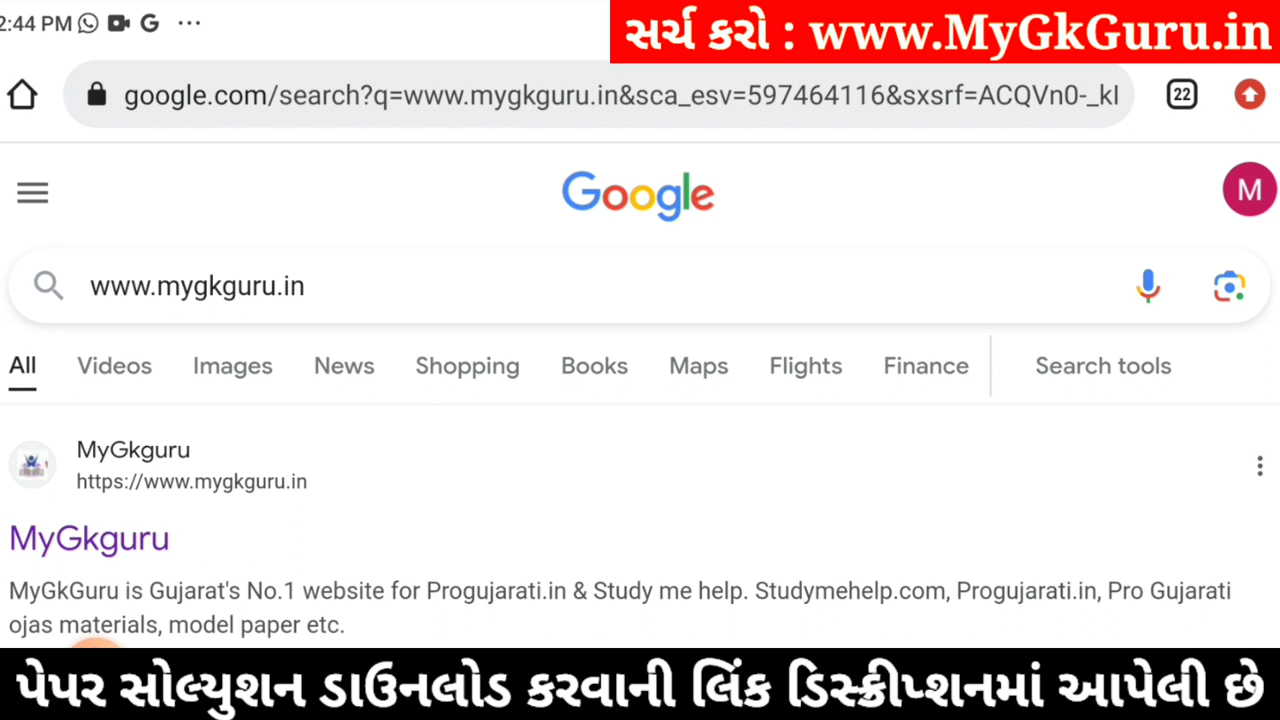 2:44 PM
સર્ચ કરો : www.MyGkGuru.in
google.com/search?q=www.mygkguru.in&sca_esv=597464116&sxsrf=ACQVn0-_kI
22
Google
M
www.mygkguru.in
All Videos Images News Shopping Books Maps Flights Finance Search tools
MyGkguru
https://www.mygkguru.in
MyGkguru
MyGkGuru is Gujarat's No.1 website for Progujarati.in & Study me help. Studymehelp.com, Progujarati.in, Pro Gujarati
ojas materials, model paper etc.
પેપર સોલ્યુશન ડાઉનલોડ કરવાની લિંક ડિસ્ક્રીપ્શનમાં આપેલી છે